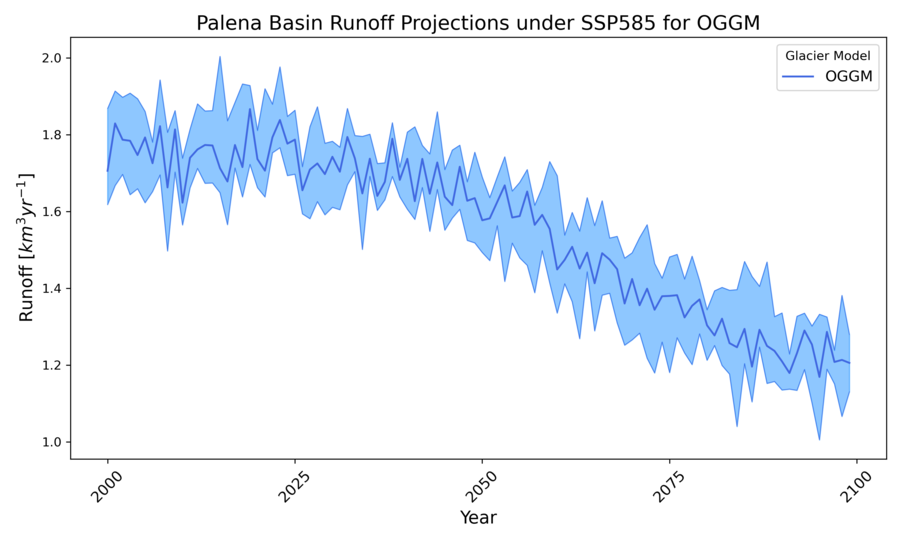 Palena Basin Runoff Projections under SSP585 for OGGM
Glacier Model
OGGM
Runoff [km³yr⁻¹]
2.0
1.8
1.6
1.4
1.2
1.0
2000
2025
2050
2075
2100
Year